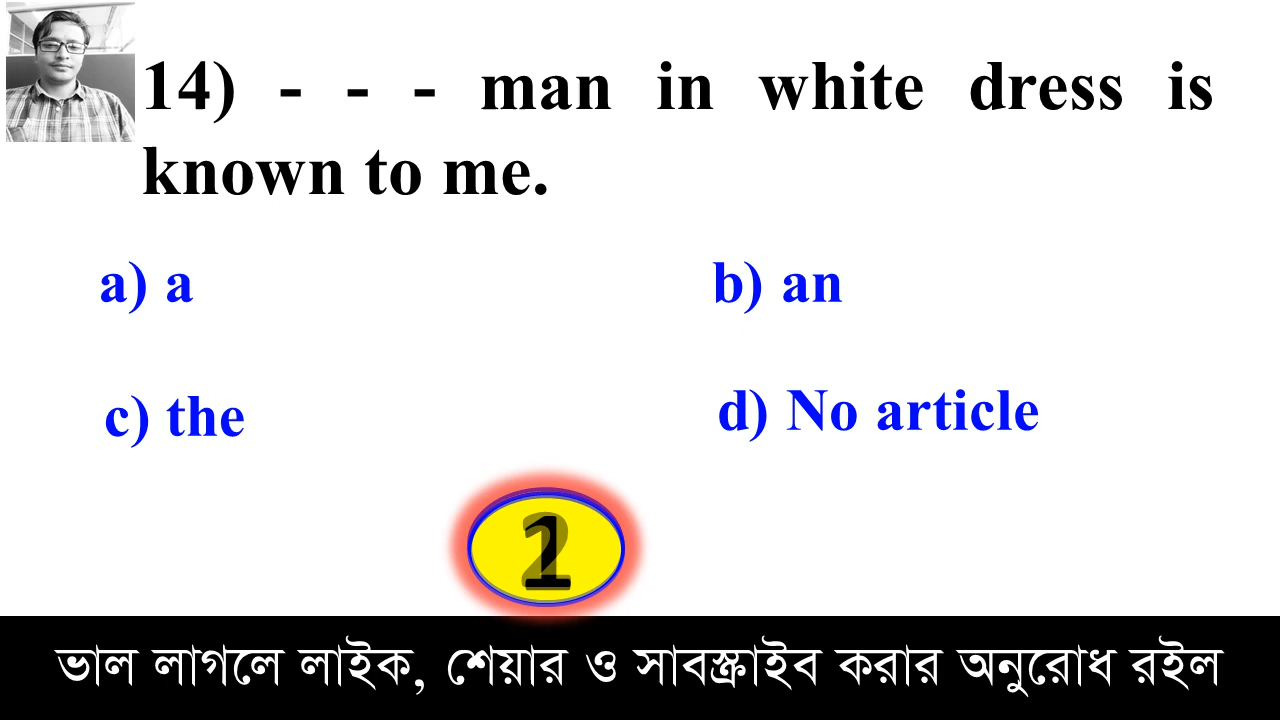 14) - - - man in white dress is
known to me.
a) a
b) an
c) the
d) No article
ভাল লাগলে লাইক, শেয়ার ও সাবস্ক্রাইব করার অনুরোধ রইল